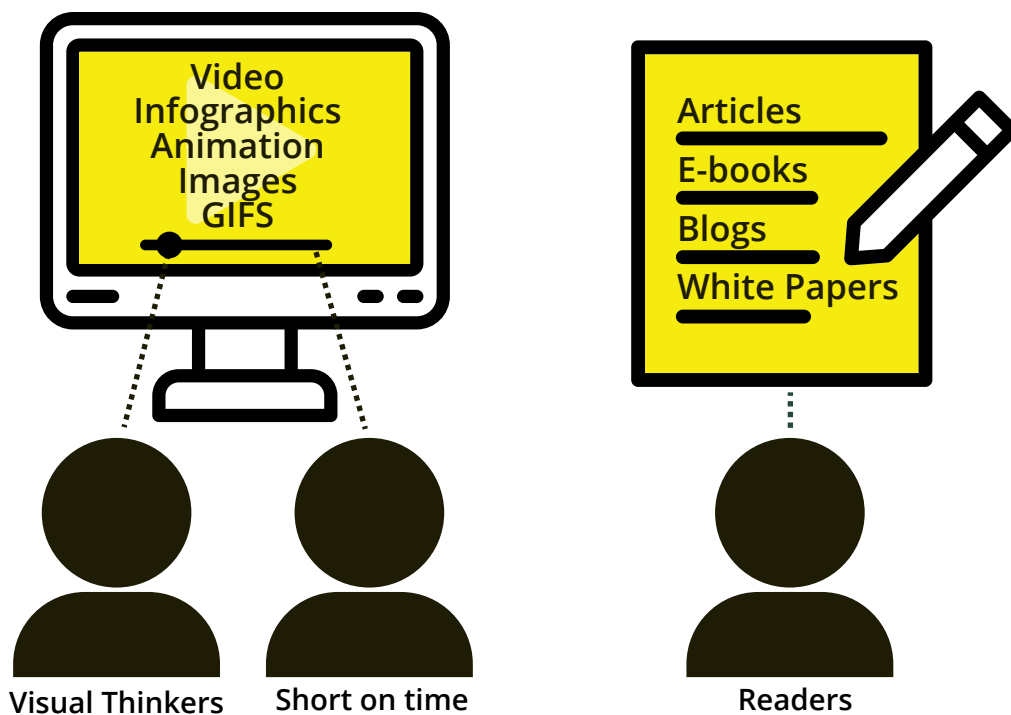 Video
Infographics
Animation
Images
GIFS
Articles
E-books
Blogs
White Papers
Visual Thinkers
Short on time
Readers